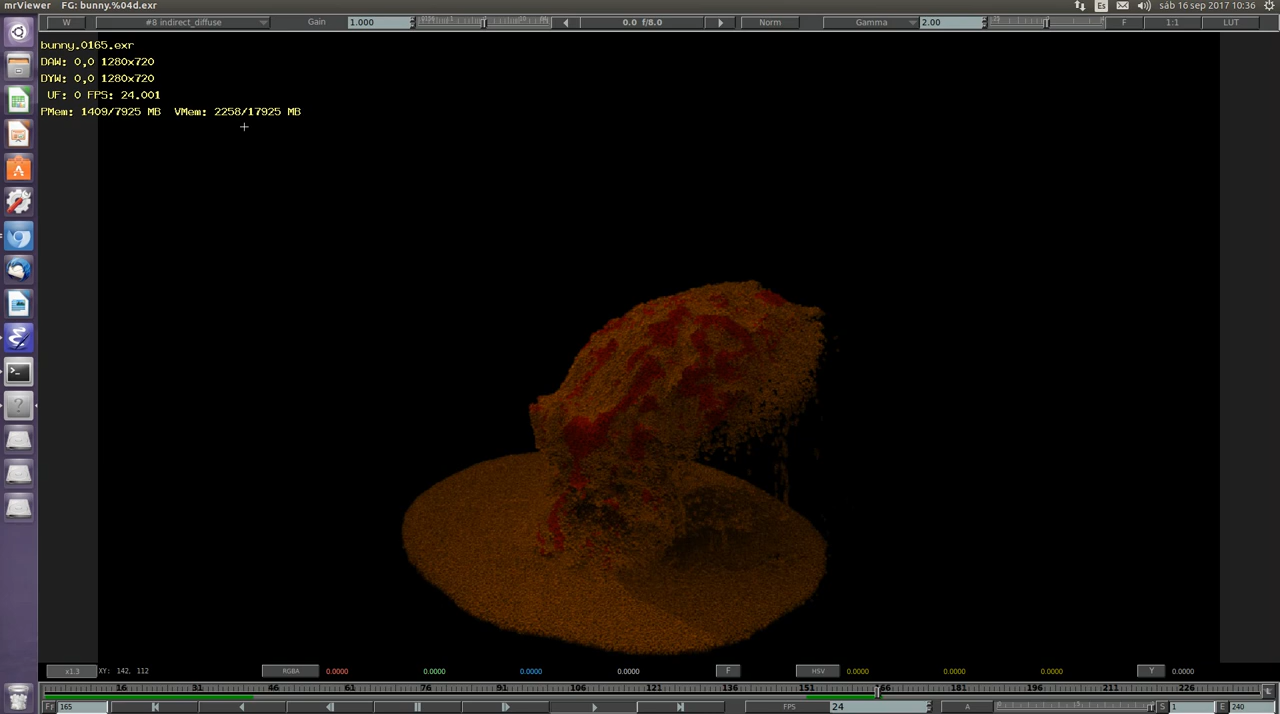 mrViewer FG: bunny.%04d.exr Es sáb 16 sep 2017 10:36
W #8 indirect_diffuse Gain 1.000 0.0 f/8.0 Norm Gamma 2.00 F 1:1 LUT
bunny.0165.exr
DAW: 0,0 1280x720
DYW: 0,0 1280x720
UF: 0 FPS: 24.001
PMem: 1409/7925 MB VMem: 2258/17925 MB
x1.3 XY: 142, 112 RGBA 0.0000 0.0000 0.0000 0.0000 F HSV 0.0000 0.0000 0.0000 Y 0.0000
16 31 46 61 76 91 106 121 136 151 66 181 196 211 226
Fr 165 FPS 24 A S 1 E 240